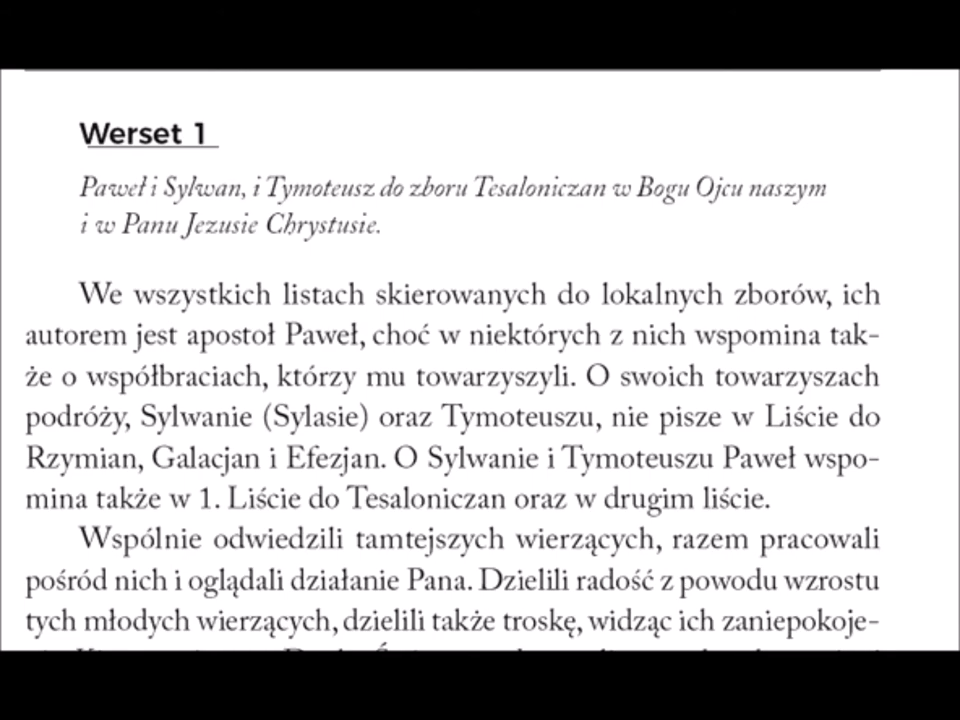 Werset 1
Paweł i Sylwan, i Tymoteusz do zboru Tesaloniczan w Bogu Ojcu naszym
i w Panu Jezusie Chrystusie.
We wszystkich listach skierowanych do lokalnych zborów, ich
autorem jest apostoł Paweł, choć w niektórych z nich wspomina tak-
że o współbraciach, którzy mu towarzyszyli. O swoich towarzyszach
podróży, Sylwanie (Sylasie) oraz Tymoteuszu, nie pisze w Liście do
Rzymian, Galacjan i Efezjan. O Sylwanie i Tymoteuszu Paweł wspo-
mina także w 1. Liście do Tesaloniczan oraz w drugim liście.
Wspólnie odwiedzili tamtejszych wierzących, razem pracowali
pośród nich i oglądali działanie Pana. Dzielili radość z powodu wzrostu
tych młodych wierzących, dzielili także troskę, widząc ich zaniepokoje-